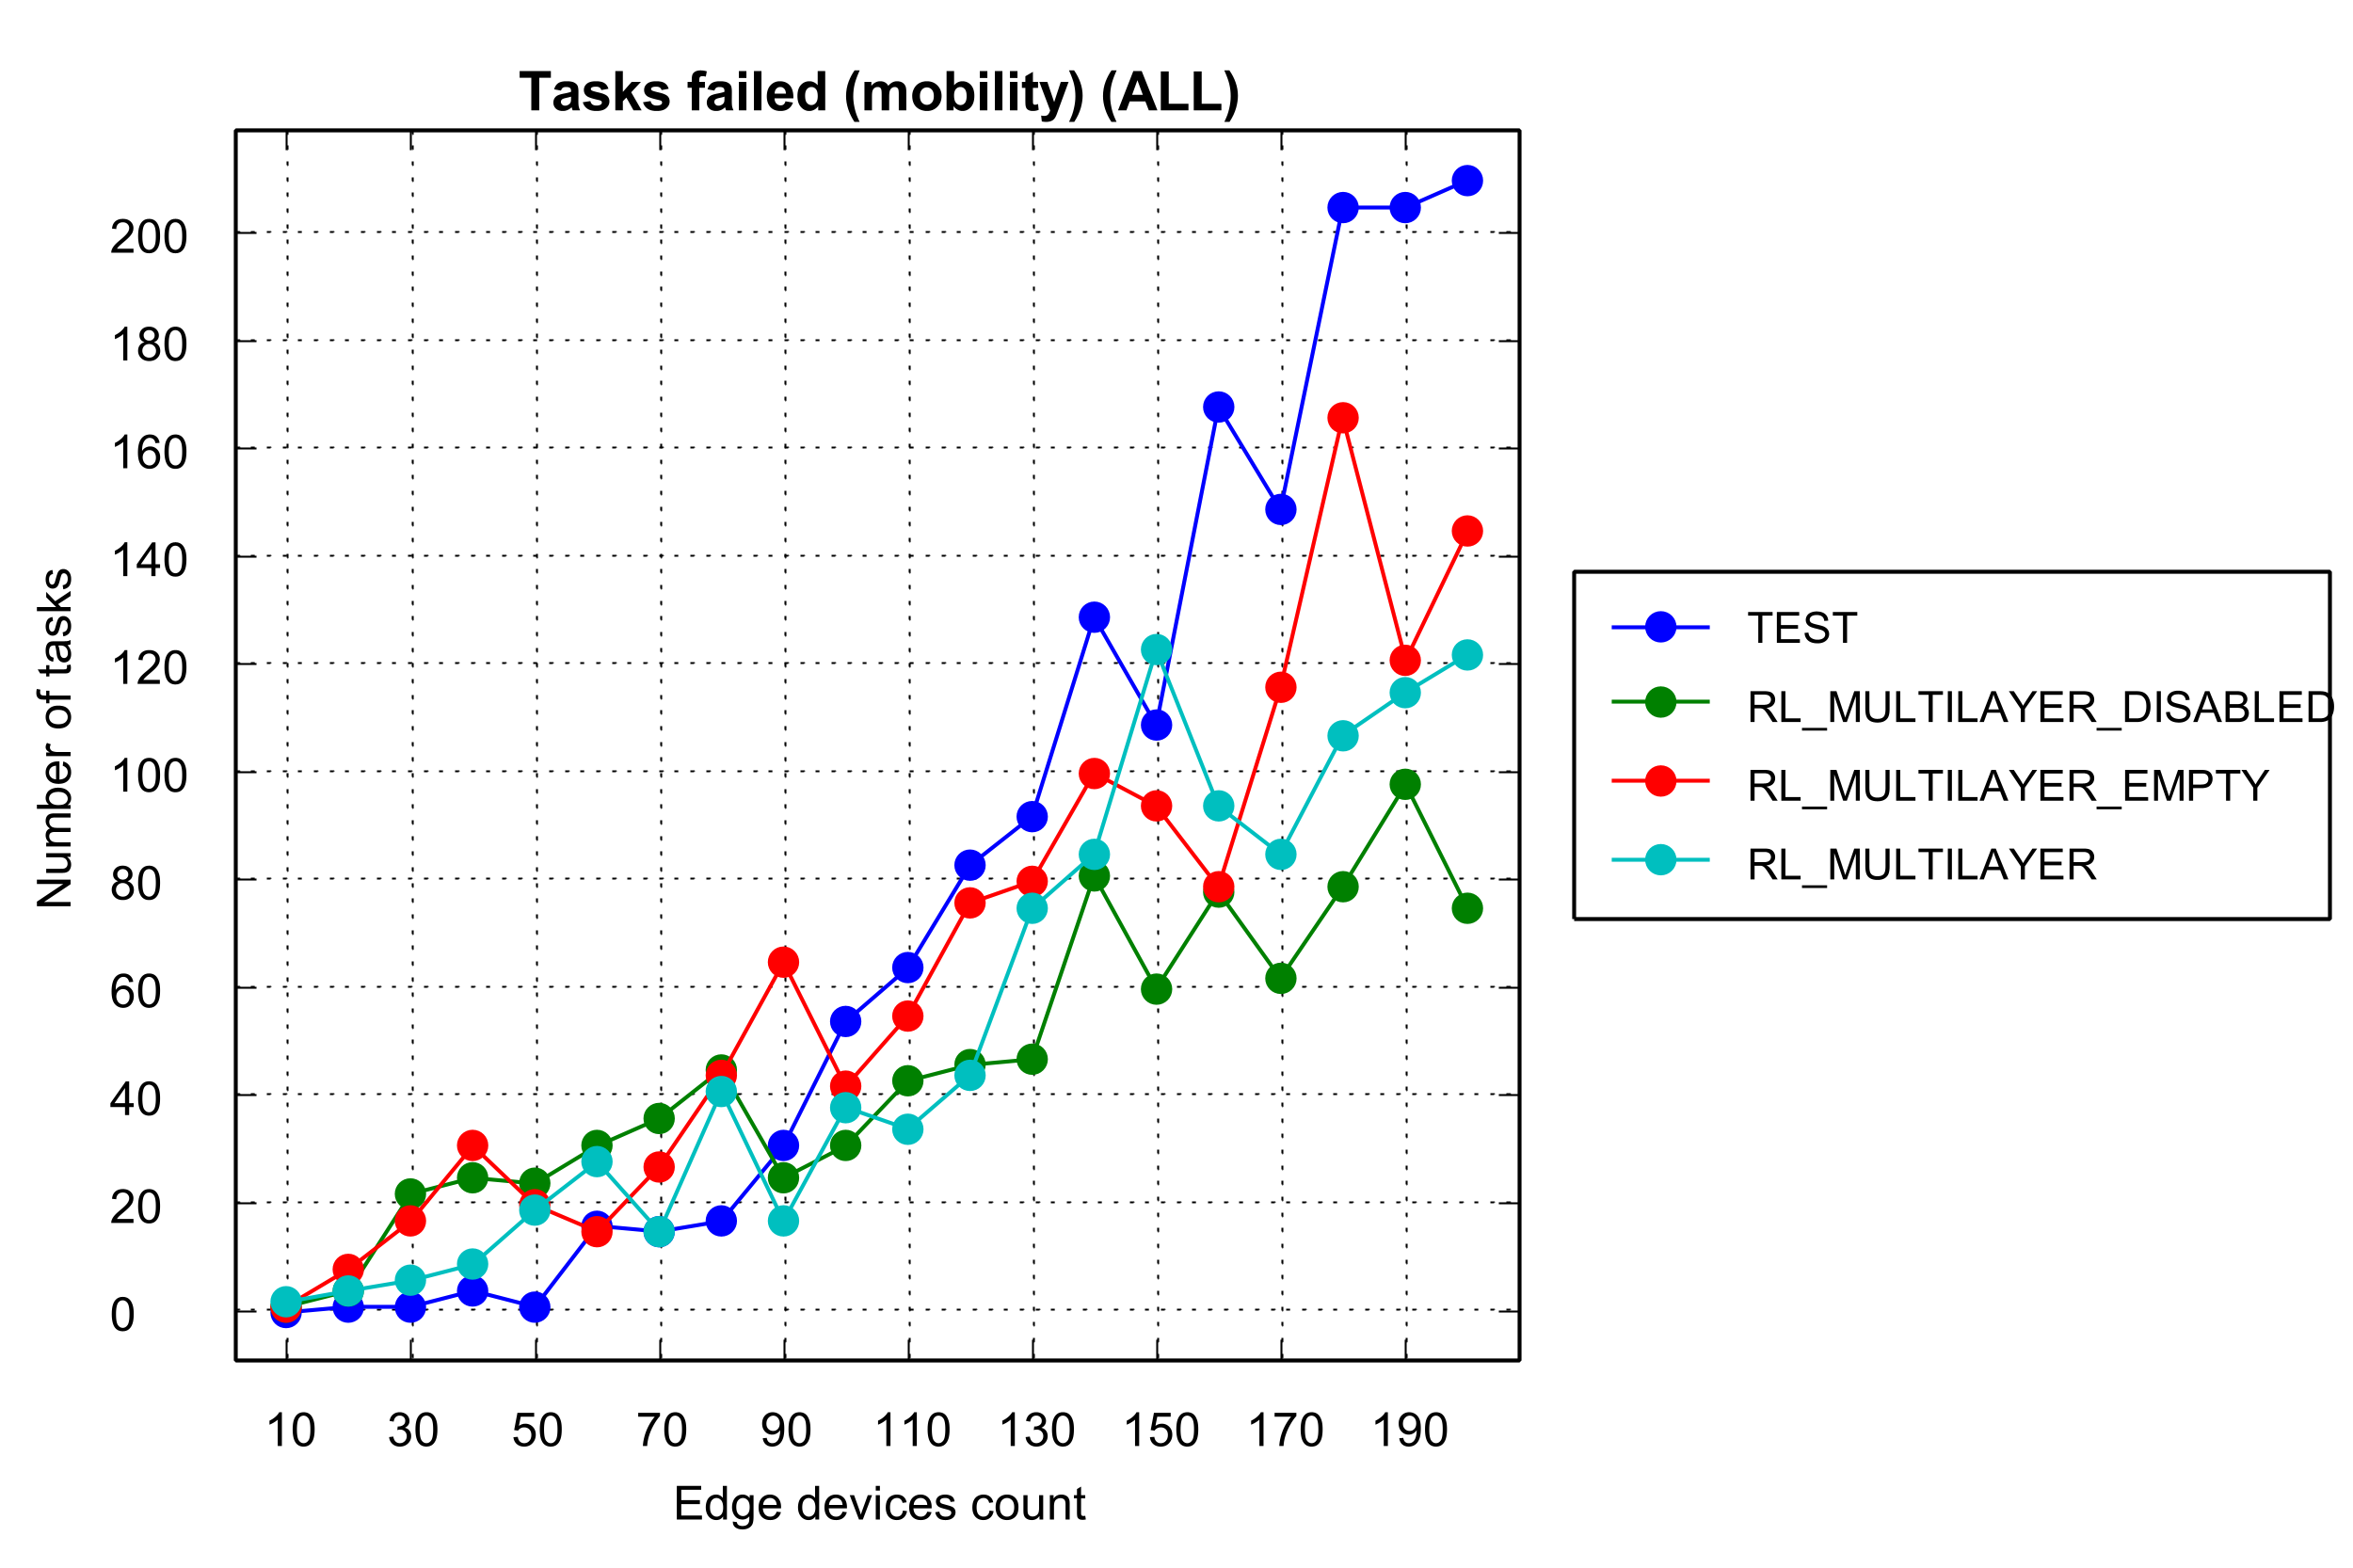 Tasks failed (mobility) (ALL)
200
180
160
140
120
100
80
60
40
20
0
Number of tasks
10 30 50 70 90 110 130 150 170 190
Edge devices count
TEST
RL_MULTILAYER_DISABLED
RL_MULTILAYER_EMPTY
RL_MULTILAYER